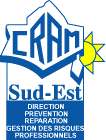 CRAM
Sud-Est
DIRECTION
PREVENTION
REPARATION
GESTION DES RISQUES
PROFESSIONNELS